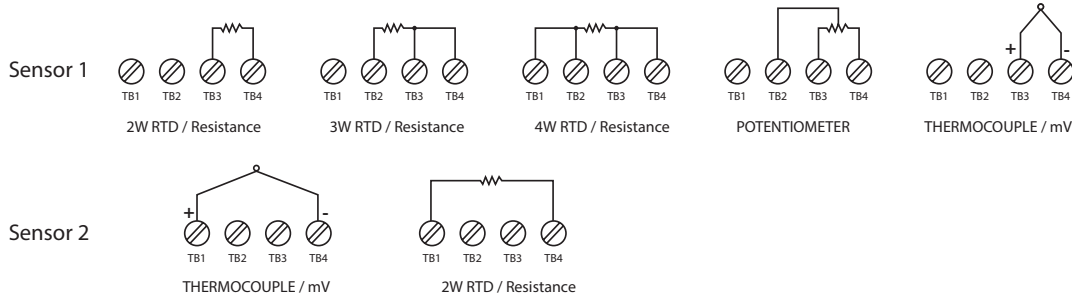 + -
Sensor 1
TB1 TB2 TB3 TB4 TB1 TB2 TB3 TB4 TB1 TB2 TB3 TB4 TB1 TB2 TB3 TB4 TB1 TB2 TB3 TB4
2W RTD / Resistance 3W RTD / Resistance 4W RTD / Resistance POTENTIOMETER THERMOCOUPLE / mV
+ -
Sensor 2
TB1 TB2 TB3 TB4 TB1 TB2 TB3 TB4
THERMOCOUPLE / mV 2W RTD / Resistance